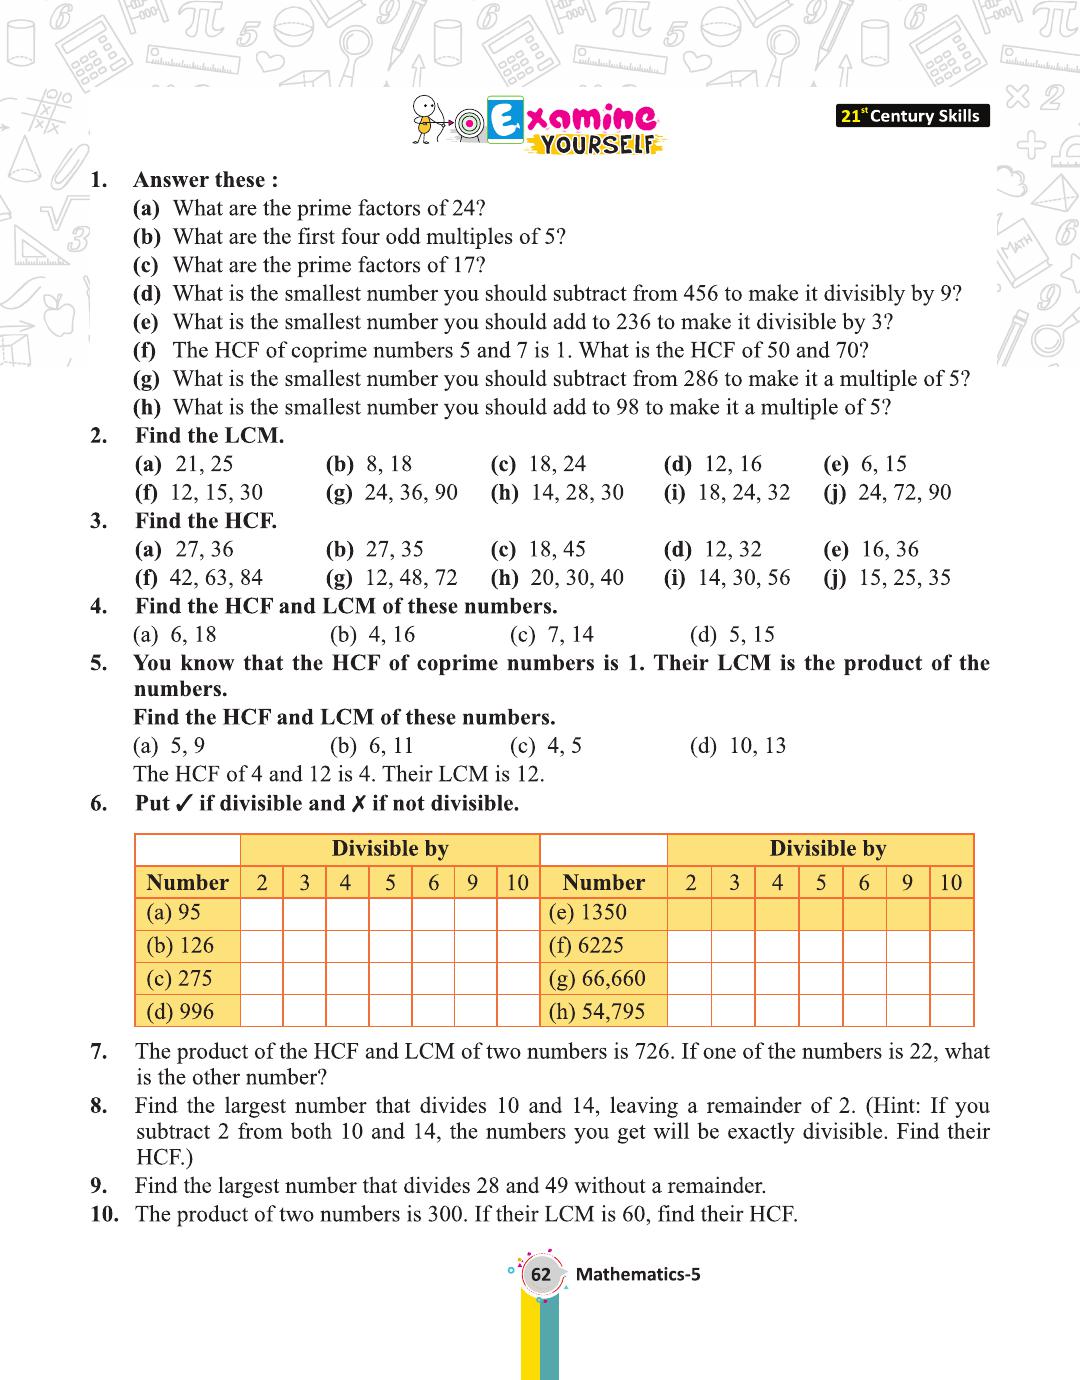 Examine
YOURSELF
21st Century Skills
1. Answer these :
(a) What are the prime factors of 24?
(b) What are the first four odd multiples of 5?
(c) What are the prime factors of 17?
(d) What is the smallest number you should subtract from 456 to make it divisibly by 9?
(e) What is the smallest number you should add to 236 to make it divisible by 3?
(f) The HCF of coprime numbers 5 and 7 is 1. What is the HCF of 50 and 70?
(g) What is the smallest number you should subtract from 286 to make it a multiple of 5?
(h) What is the smallest number you should add to 98 to make it a multiple of 5?
2. Find the LCM.
(a) 21, 25 (b) 8, 18 (c) 18, 24 (d) 12, 16 (e) 6, 15
(f) 12, 15, 30 (g) 24, 36, 90 (h) 14, 28, 30 (i) 18, 24, 32 (j) 24, 72, 90
3. Find the HCF.
(a) 27, 36 (b) 27, 35 (c) 18, 45 (d) 12, 32 (e) 16, 36
(f) 42, 63, 84 (g) 12, 48, 72 (h) 20, 30, 40 (i) 14, 30, 56 (j) 15, 25, 35
4. Find the HCF and LCM of these numbers.
(a) 6, 18 (b) 4, 16 (c) 7, 14 (d) 5, 15
5. You know that the HCF of coprime numbers is 1. Their LCM is the product of the
numbers.
Find the HCF and LCM of these numbers.
(a) 5, 9 (b) 6, 11 (c) 4, 5 (d) 10, 13
The HCF of 4 and 12 is 4. Their LCM is 12.
6. Put ✓ if divisible and ✗ if not divisible.
Divisible by Divisible by
Number 2 3 4 5 6 9 10 Number 2 3 4 5 6 9 10
(a) 95 (e) 1350
(b) 126 (f) 6225
(c) 275 (g) 66,660
(d) 996 (h) 54,795
7. The product of the HCF and LCM of two numbers is 726. If one of the numbers is 22, what
is the other number?
8. Find the largest number that divides 10 and 14, leaving a remainder of 2. (Hint: If you
subtract 2 from both 10 and 14, the numbers you get will be exactly divisible. Find their
HCF.)
9. Find the largest number that divides 28 and 49 without a remainder.
10. The product of two numbers is 300. If their LCM is 60, find their HCF.
62 Mathematics-5